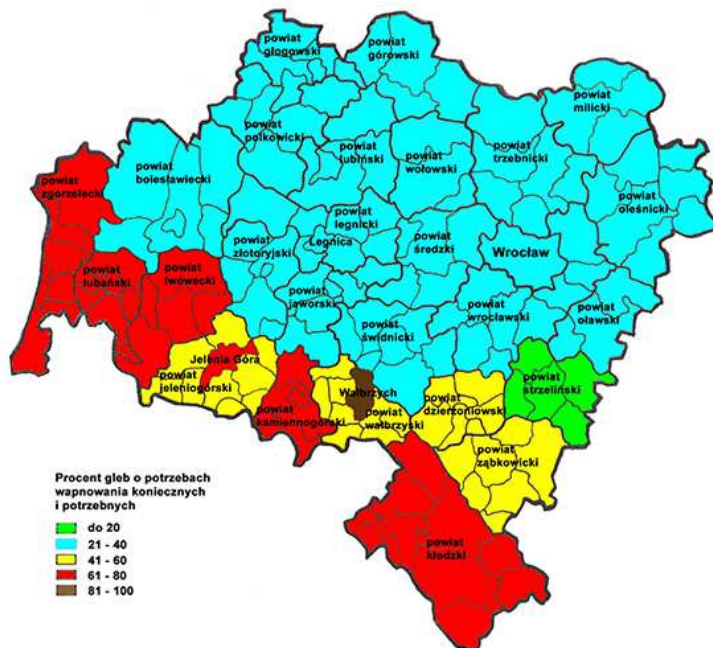 powiat
głogowski
powiat
górowski
powiat
milicki
powiat
polkowicki
powiat
lubiński
powiat
wołowski
powiat
trzebnicki
powiat
bolesławiecki
powiat
zgorzelecki
powiat
oleśnicki
powiat
legnicki
Legnica
powiat
złotoryjski
powiat
średzki
Wrocław
powiat
lubański
powiat
lwówecki
powiat
jaworski
powiat
wrocławski
powiat
oławski
powiat
świdnicki
Jelenia Góra
powiat
jeleniogórski
powiat
kamiennogórski
Wałbrzych
powiat
wałbrzyski
powiat
dzierżoniowski
powiat
strzeliński
powiat
ząbkowicki
powiat
kłodzki
Procent gleb o potrzebach
wapnowania koniecznych
i potrzebnych
do 20
21 - 40
41 - 60
61 - 80
81 - 100